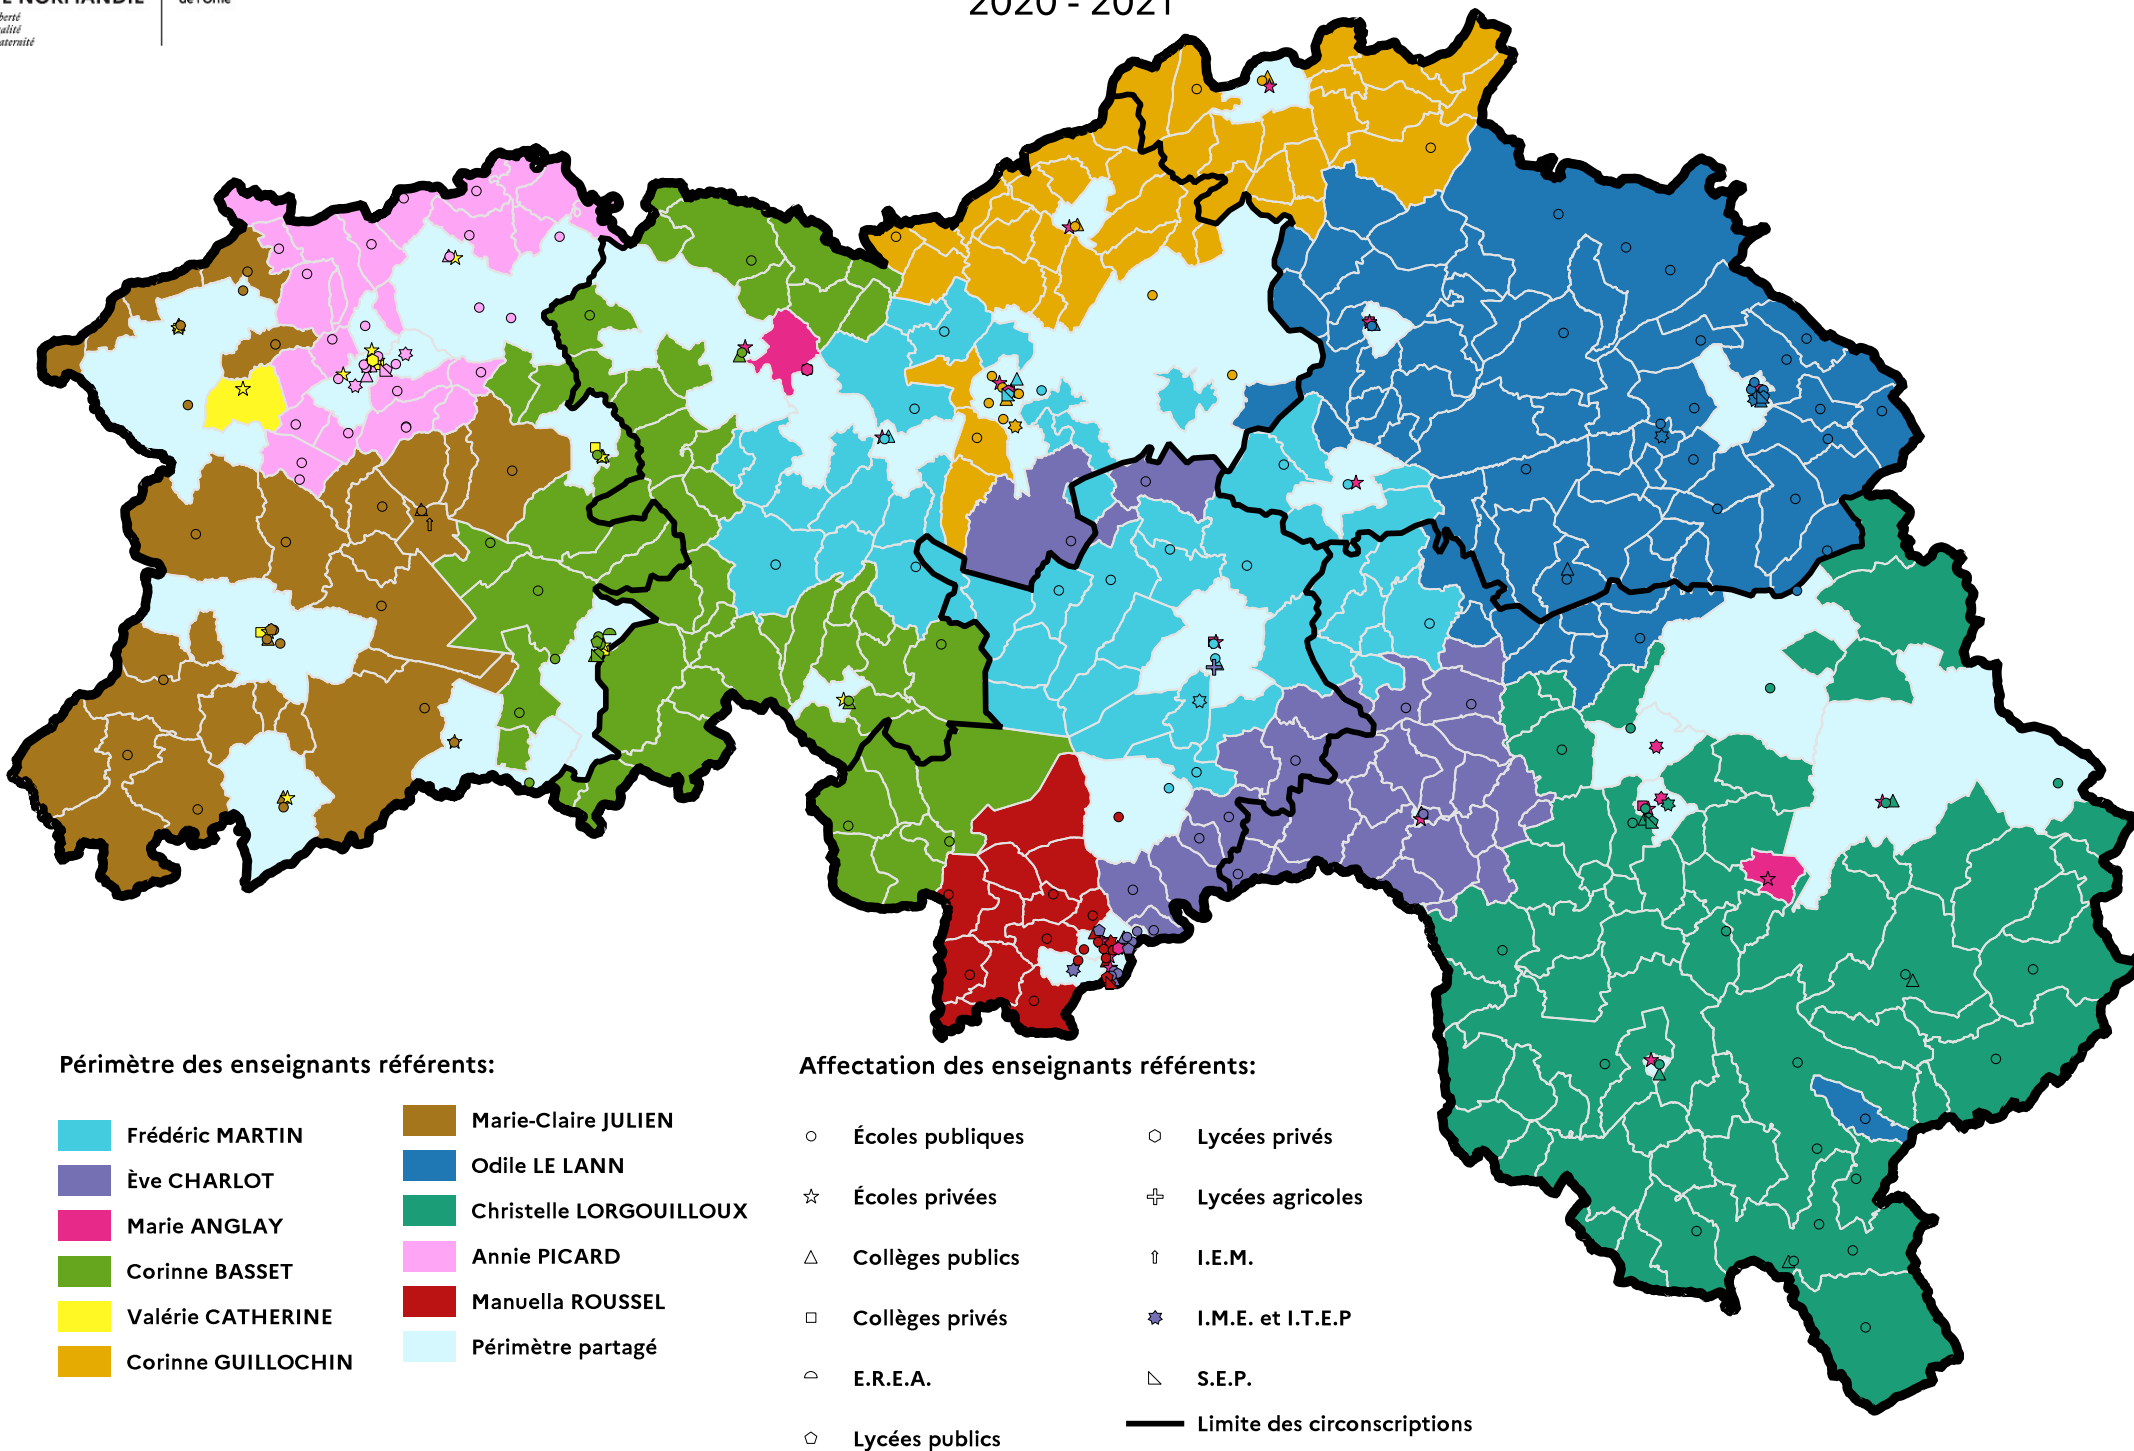 de l'Orne
2020 - 2021
Périmètre des enseignants référents:
Frédéric MARTIN
Ève CHARLOT
Marie ANGLAY
Corinne BASSET
Valérie CATHERINE
Corinne GUILLOCHIN
Marie-Claire JULIEN
Odile LE LANN
Christelle LORGOUILLOUX
Annie PICARD
Manuella ROUSSEL
Périmètre partagé
Affectation des enseignants référents:
Écoles publiques
Écoles privées
Collèges publics
Collèges privés
E.R.E.A.
Lycées publics
Lycées privés
Lycées agricoles
I.E.M.
I.M.E. et I.T.E.P
S.E.P.
Limite des circonscriptions